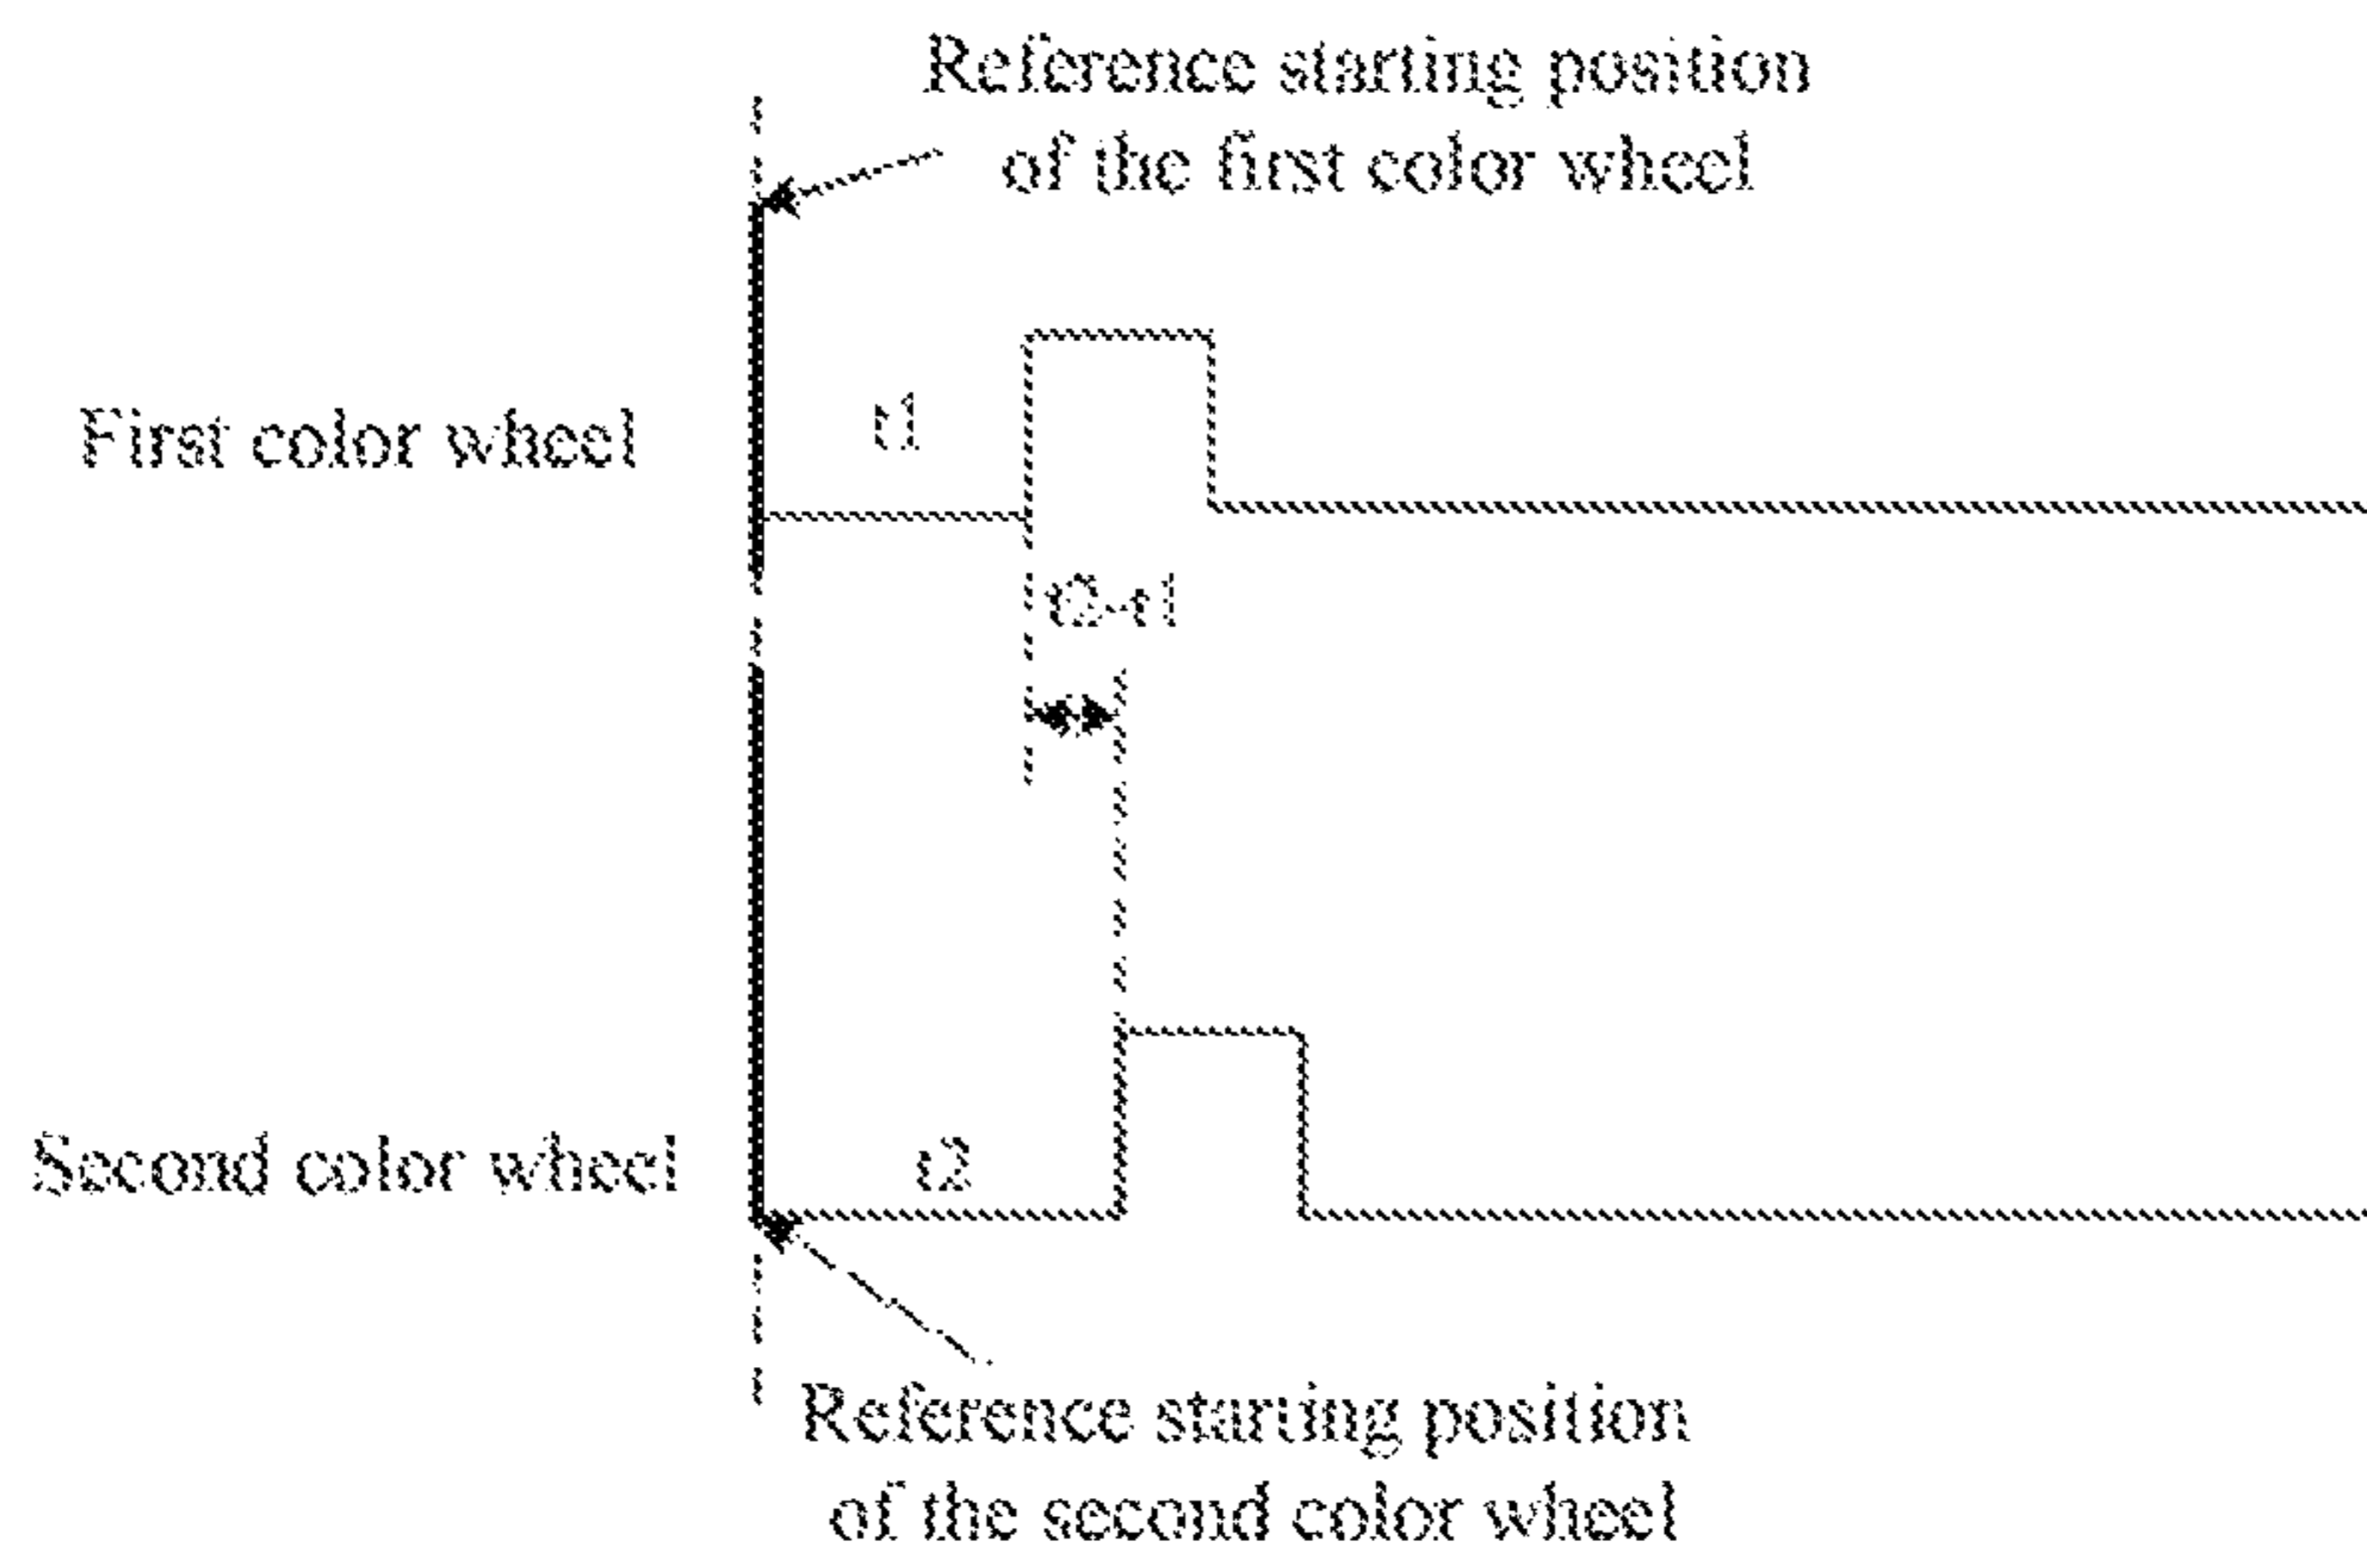 Reference starting position
of the first color wheel
First color wheel
t1
t2-t1
Second color wheel
t2
Reference starting position
of the second color wheel